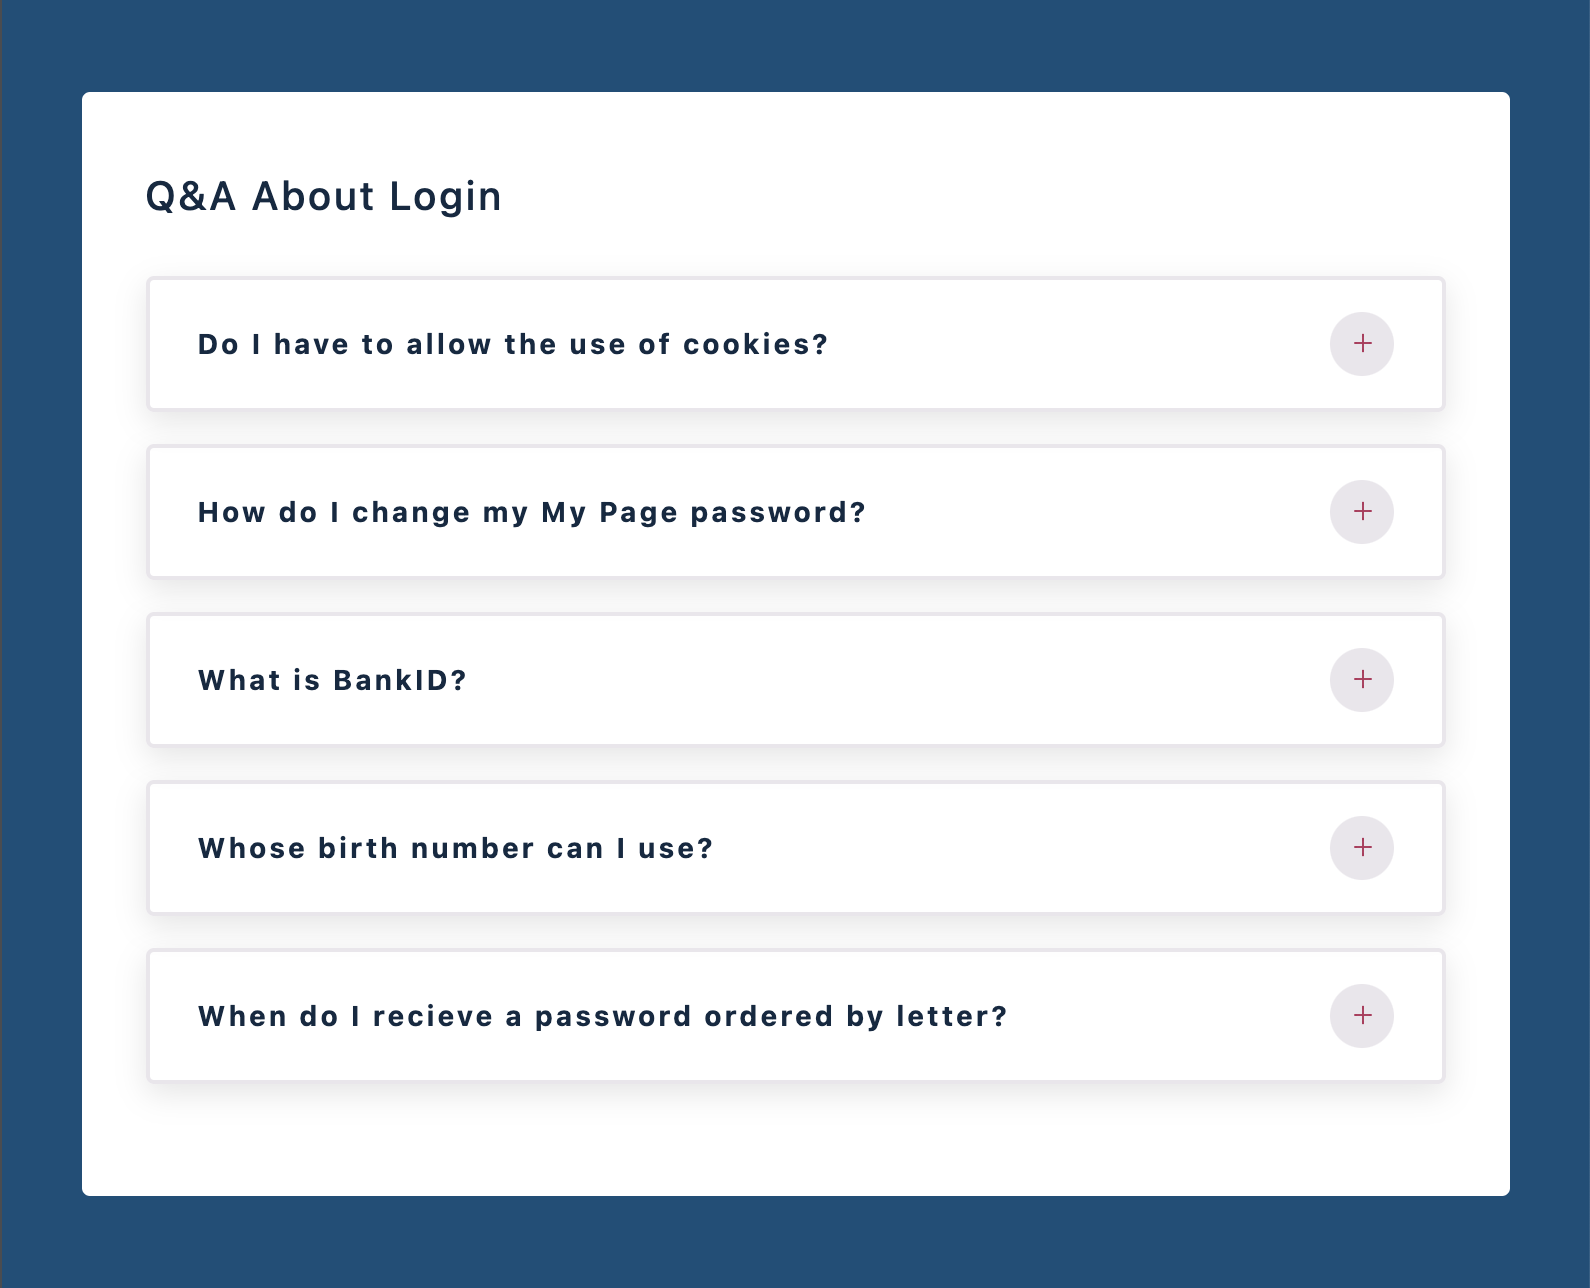 Q&A About Login
Do I have to allow the use of cookies?
How do I change my My Page password?
What is BankID?
Whose birth number can I use?
When do I recieve a password ordered by letter?